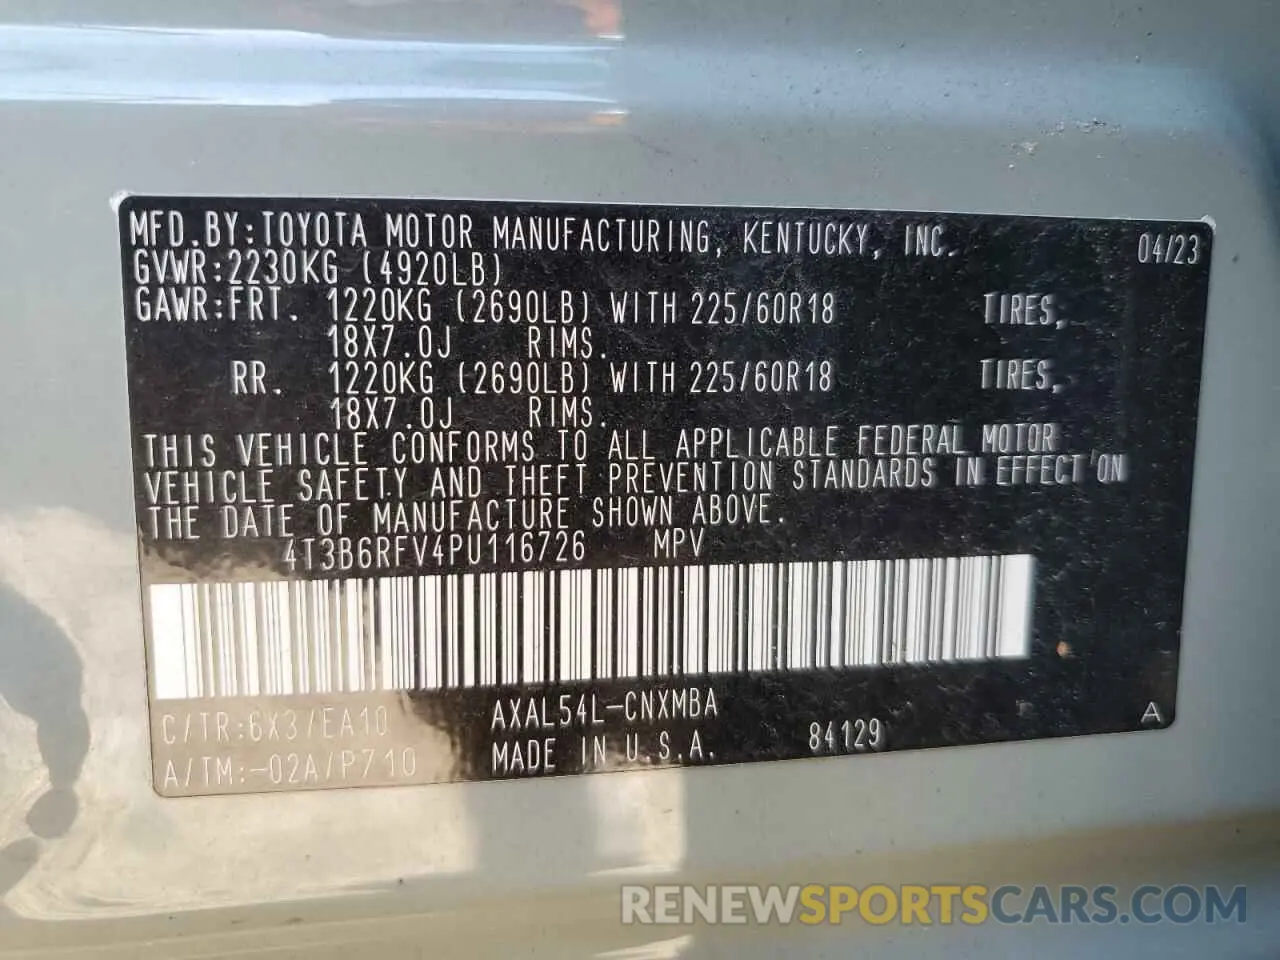 MFD.BY:TOYOTA MOTOR MANUFACTURING, KENTUCKY, INC. 04/23
GVWR:2230KG (4920LB)
GAWR:FRT. 1220KG (2690LB) WITH 225/60R18 TIRES,
18X7.0J RIMS.
RR. 1220KG (2690LB) WITH 225/60R18 TIRES,
18X7.0J RIMS.
THIS VEHICLE CONFORMS TO ALL APPLICABLE FEDERAL MOTOR
VEHICLE SAFETY AND THEFT PREVENTION STANDARDS IN EFFECT ON
THE DATE OF MANUFACTURE SHOWN ABOVE.
4T3B6RFV4PU116726 MPV
C/TR:6X3/EA10 AXAL54L-CNXMBA A
A/TM:-02A/P710 MADE IN U.S.A. 84129
RENEWSPORTSCARS.COM